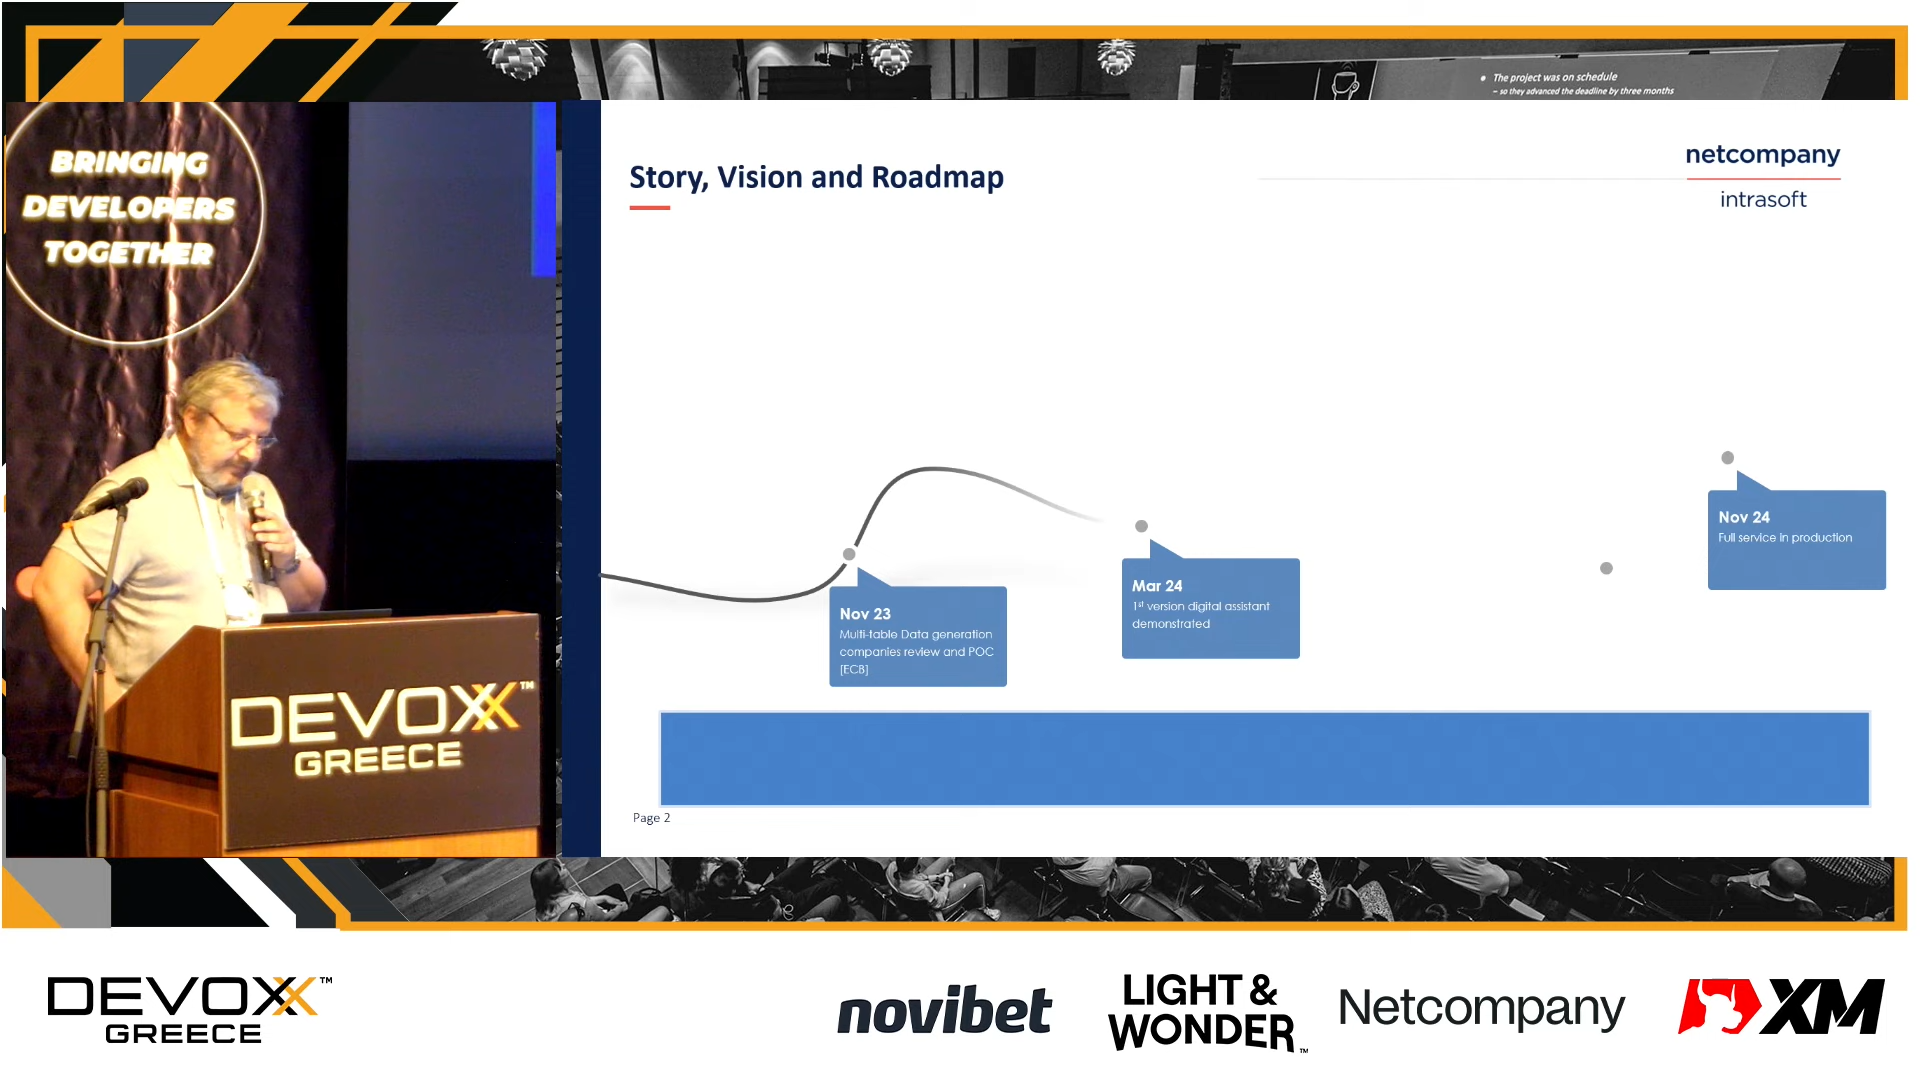 • The project was on schedule
– so they advanced the deadline by three months
BRINGING
DEVELOPERS
TOGETHER
DEVOXX™
GREECE
Story, Vision and Roadmap
netcompany
intrasoft
Nov 23
Multi-table Data generation
companies review and POC
[ECB]
Mar 24
1st version digital assistant
demonstrated
Nov 24
Full service in production
Page 2
DEVOXX™
GREECE
novibet
LIGHT &
WONDER™
Netcompany
XM